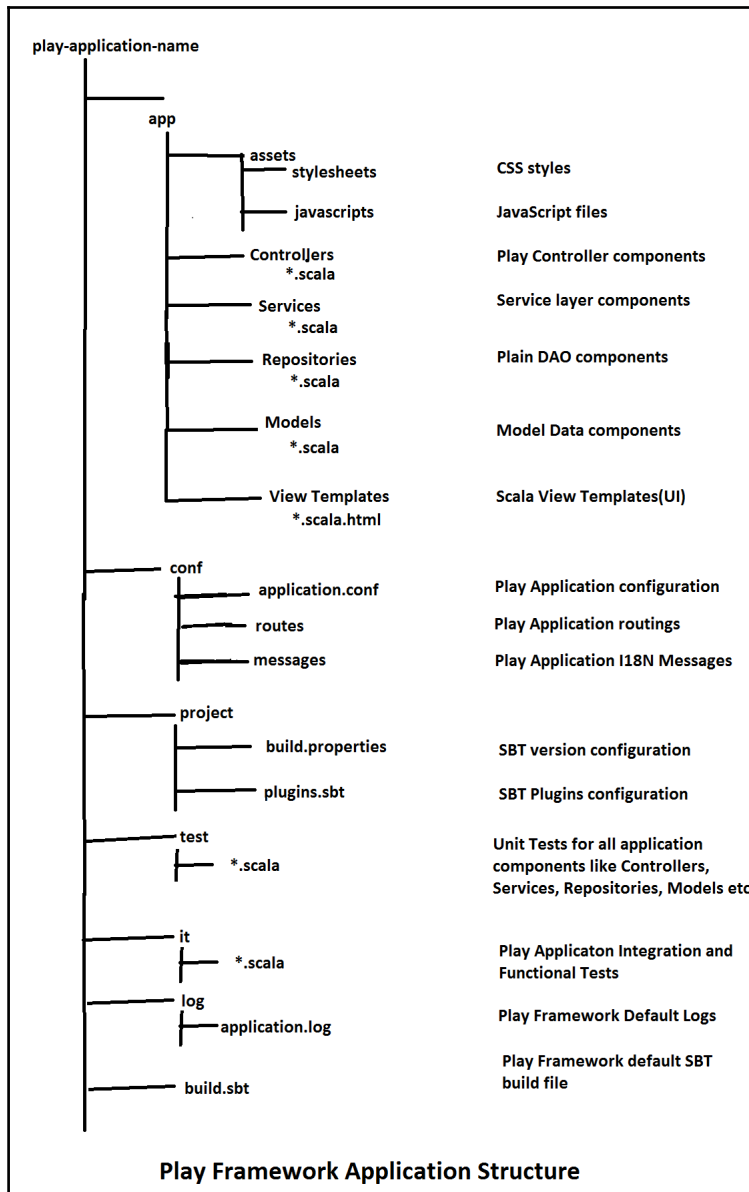 play-application-name
app
assets
stylesheets CSS styles
javascripts JavaScript files
Controllers Play Controller components
*.scala
Services Service layer components
*.scala
Repositories Plain DAO components
*.scala
Models Model Data components
*.scala
View Templates Scala View Templates(UI)
*.scala.html
conf
application.conf Play Application configuration
routes Play Application routings
messages Play Application I18N Messages
project
build.properties SBT version configuration
plugins.sbt SBT Plugins configuration
test Unit Tests for all application
*.scala components like Controllers,
Services, Repositories, Models etc
it
*.scala Play Applicaton Integration and
Functional Tests
log
application.log Play Framework Default Logs
Play Framework default SBT
build.sbt build file
Play Framework Application Structure